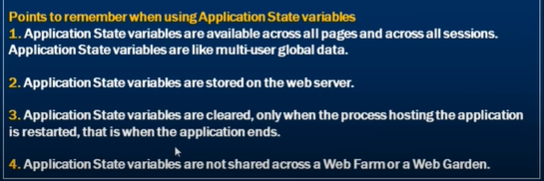 Points to remember when using Application State variables
1. Application State variables are available across all pages and across all sessions.
Application State variables are like multi-user global data.
2. Application State variables are stored on the web server.
3. Application State variables are cleared, only when the process hosting the application
is restarted, that is when the application ends.
4. Application State variables are not shared across a Web Farm or a Web Garden.